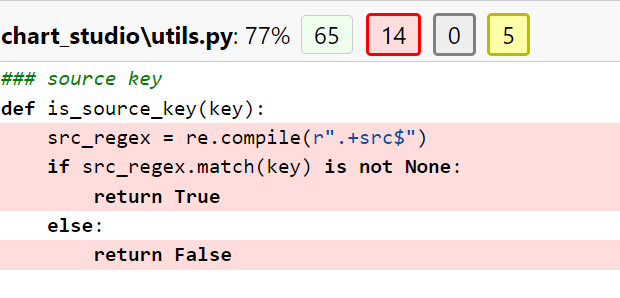 chart_studio\utils.py: 77% 65 14 0 5
### source key
def is_source_key(key):
    src_regex = re.compile(r".+src$")
    if src_regex.match(key) is not None:
        return True
    else:
        return False